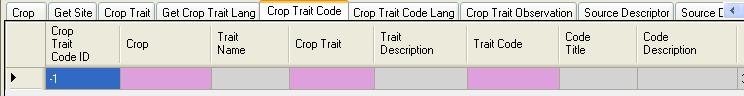 Crop Get Site Crop Trait Get Crop Trait Lang Crop Trait Code Crop Trait Code Lang Crop Trait Observation Source Descriptor Source D
Crop Trait Code ID Crop Trait Name Crop Trait Trait Description Trait Code Code Title Code Description
-1